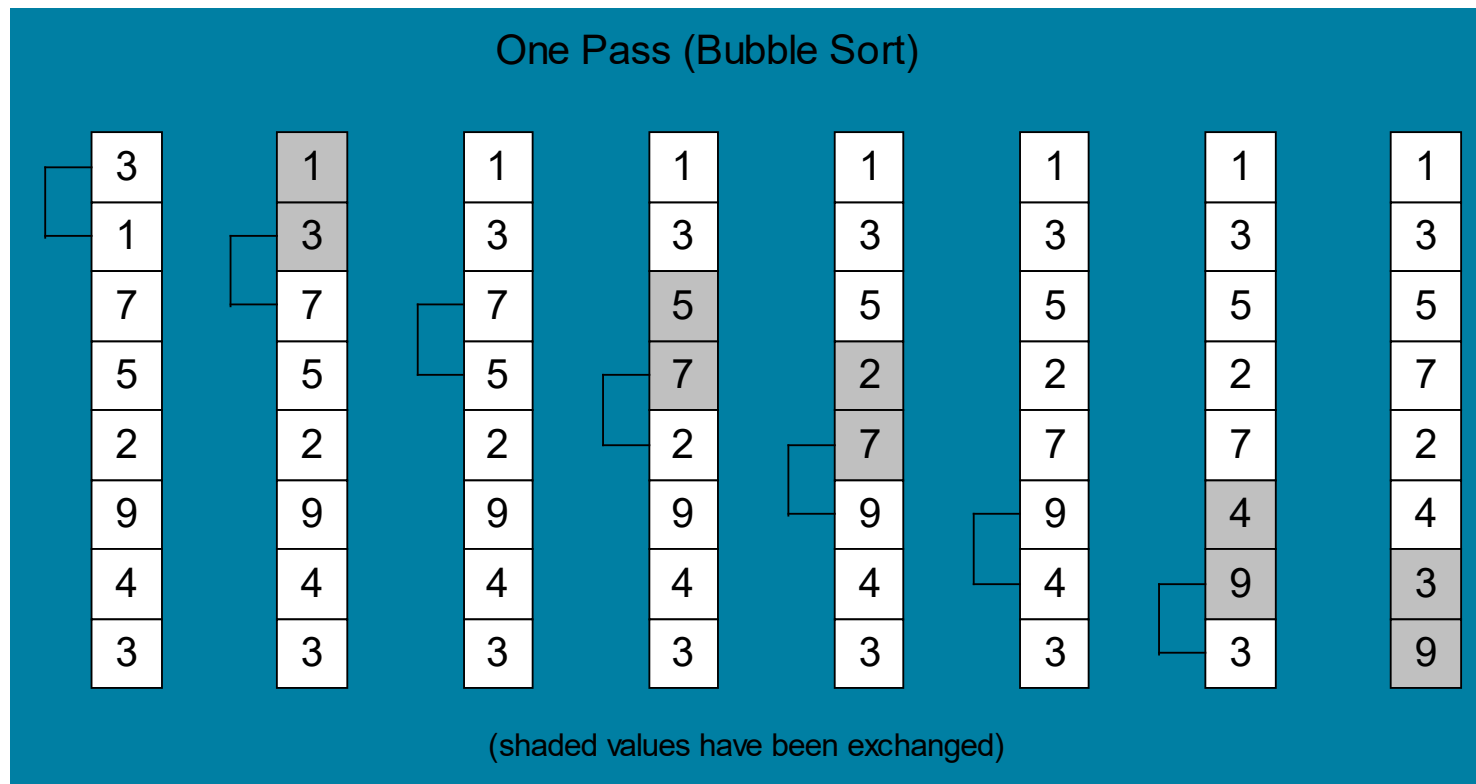 One Pass (Bubble Sort)
3 1 1 1 1 1 1 1
1 3 3 3 3 3 3 3
7 7 7 5 5 5 5 5
5 5 5 7 2 2 2 7
2 2 2 2 7 7 7 2
9 9 9 9 9 9 4 4
4 4 4 4 4 4 9 3
3 3 3 3 3 3 3 9
(shaded values have been exchanged)